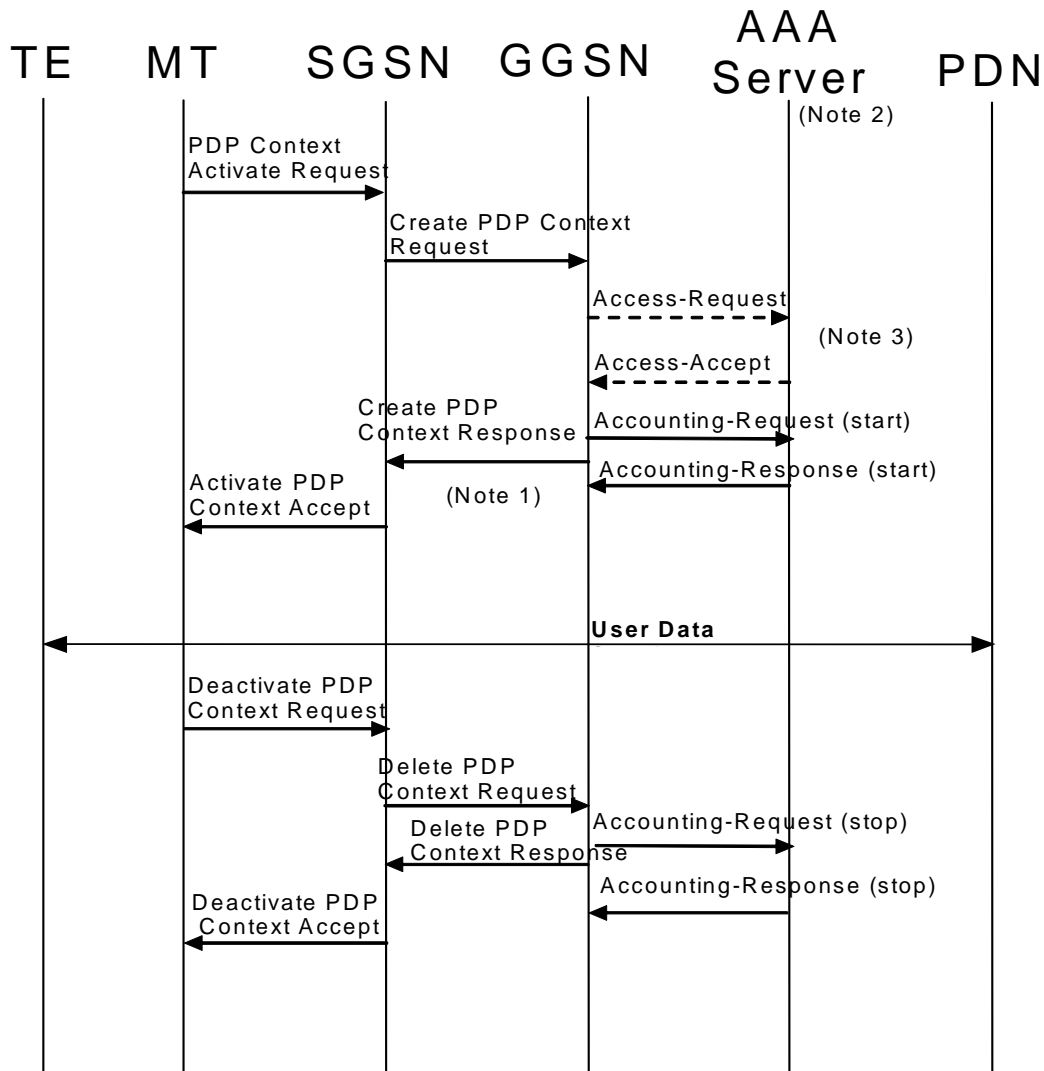 TE
MT
SGSN
GGSN
AAA
Server
PDN
(Note 2)
PDP Context
Activate Request
Create PDP Context
Request
Access-Request
(Note 3)
Access-Accept
Create PDP
Context Response
Accounting-Request (start)
Accounting-Response (start)
(Note 1)
Activate PDP
Context Accept
User Data
Deactivate PDP
Context Request
Delete PDP
Context Request
Accounting-Request (stop)
Delete PDP
Context Response
Accounting-Response (stop)
Deactivate PDP
Context Accept